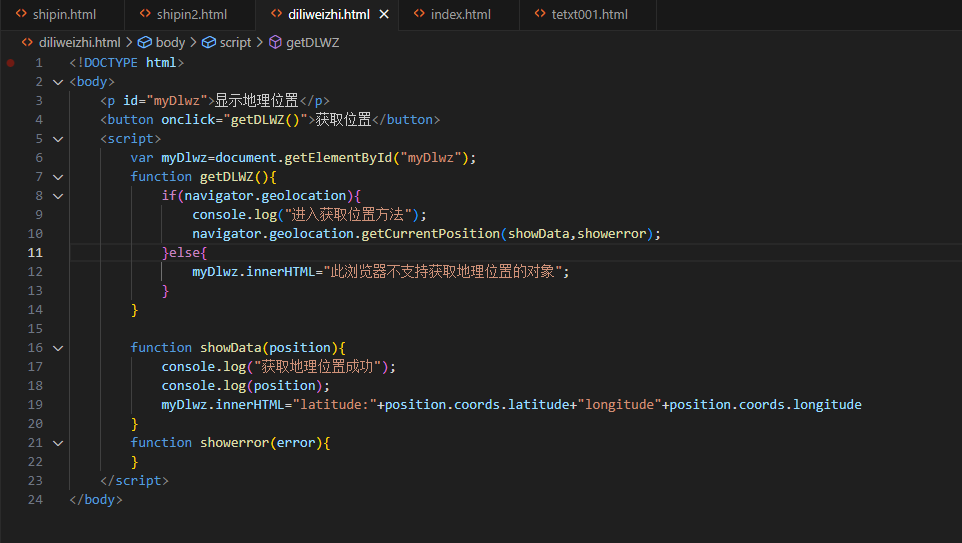 shipin.html shipin2.html diliweizhi.html index.html tetxt001.html
diliweizhi.html > body > script > getDLWZ
1 <!DOCTYPE html>
2 <body>
3 <p id="myDlwz">显示地理位置</p>
4 <button onclick="getDLWZ()">获取位置</button>
5 <script>
6 var myDlwz=document.getElementById("myDlwz");
7 function getDLWZ(){
8 if(navigator.geolocation){
9 console.log("进入获取位置方法");
10 navigator.geolocation.getCurrentPosition(showData,showerror);
11 }else{
12 myDlwz.innerHTML="此浏览器不支持获取地理位置的对象";
13 }
14 }
15
16 function showData(position){
17 console.log("获取地理位置成功");
18 console.log(position);
19 myDlwz.innerHTML="latitude:"+position.coords.latitude+"longitude"+position.coords.longitude
20 }
21 function showerror(error){
22 }
23 </script>
24 </body>